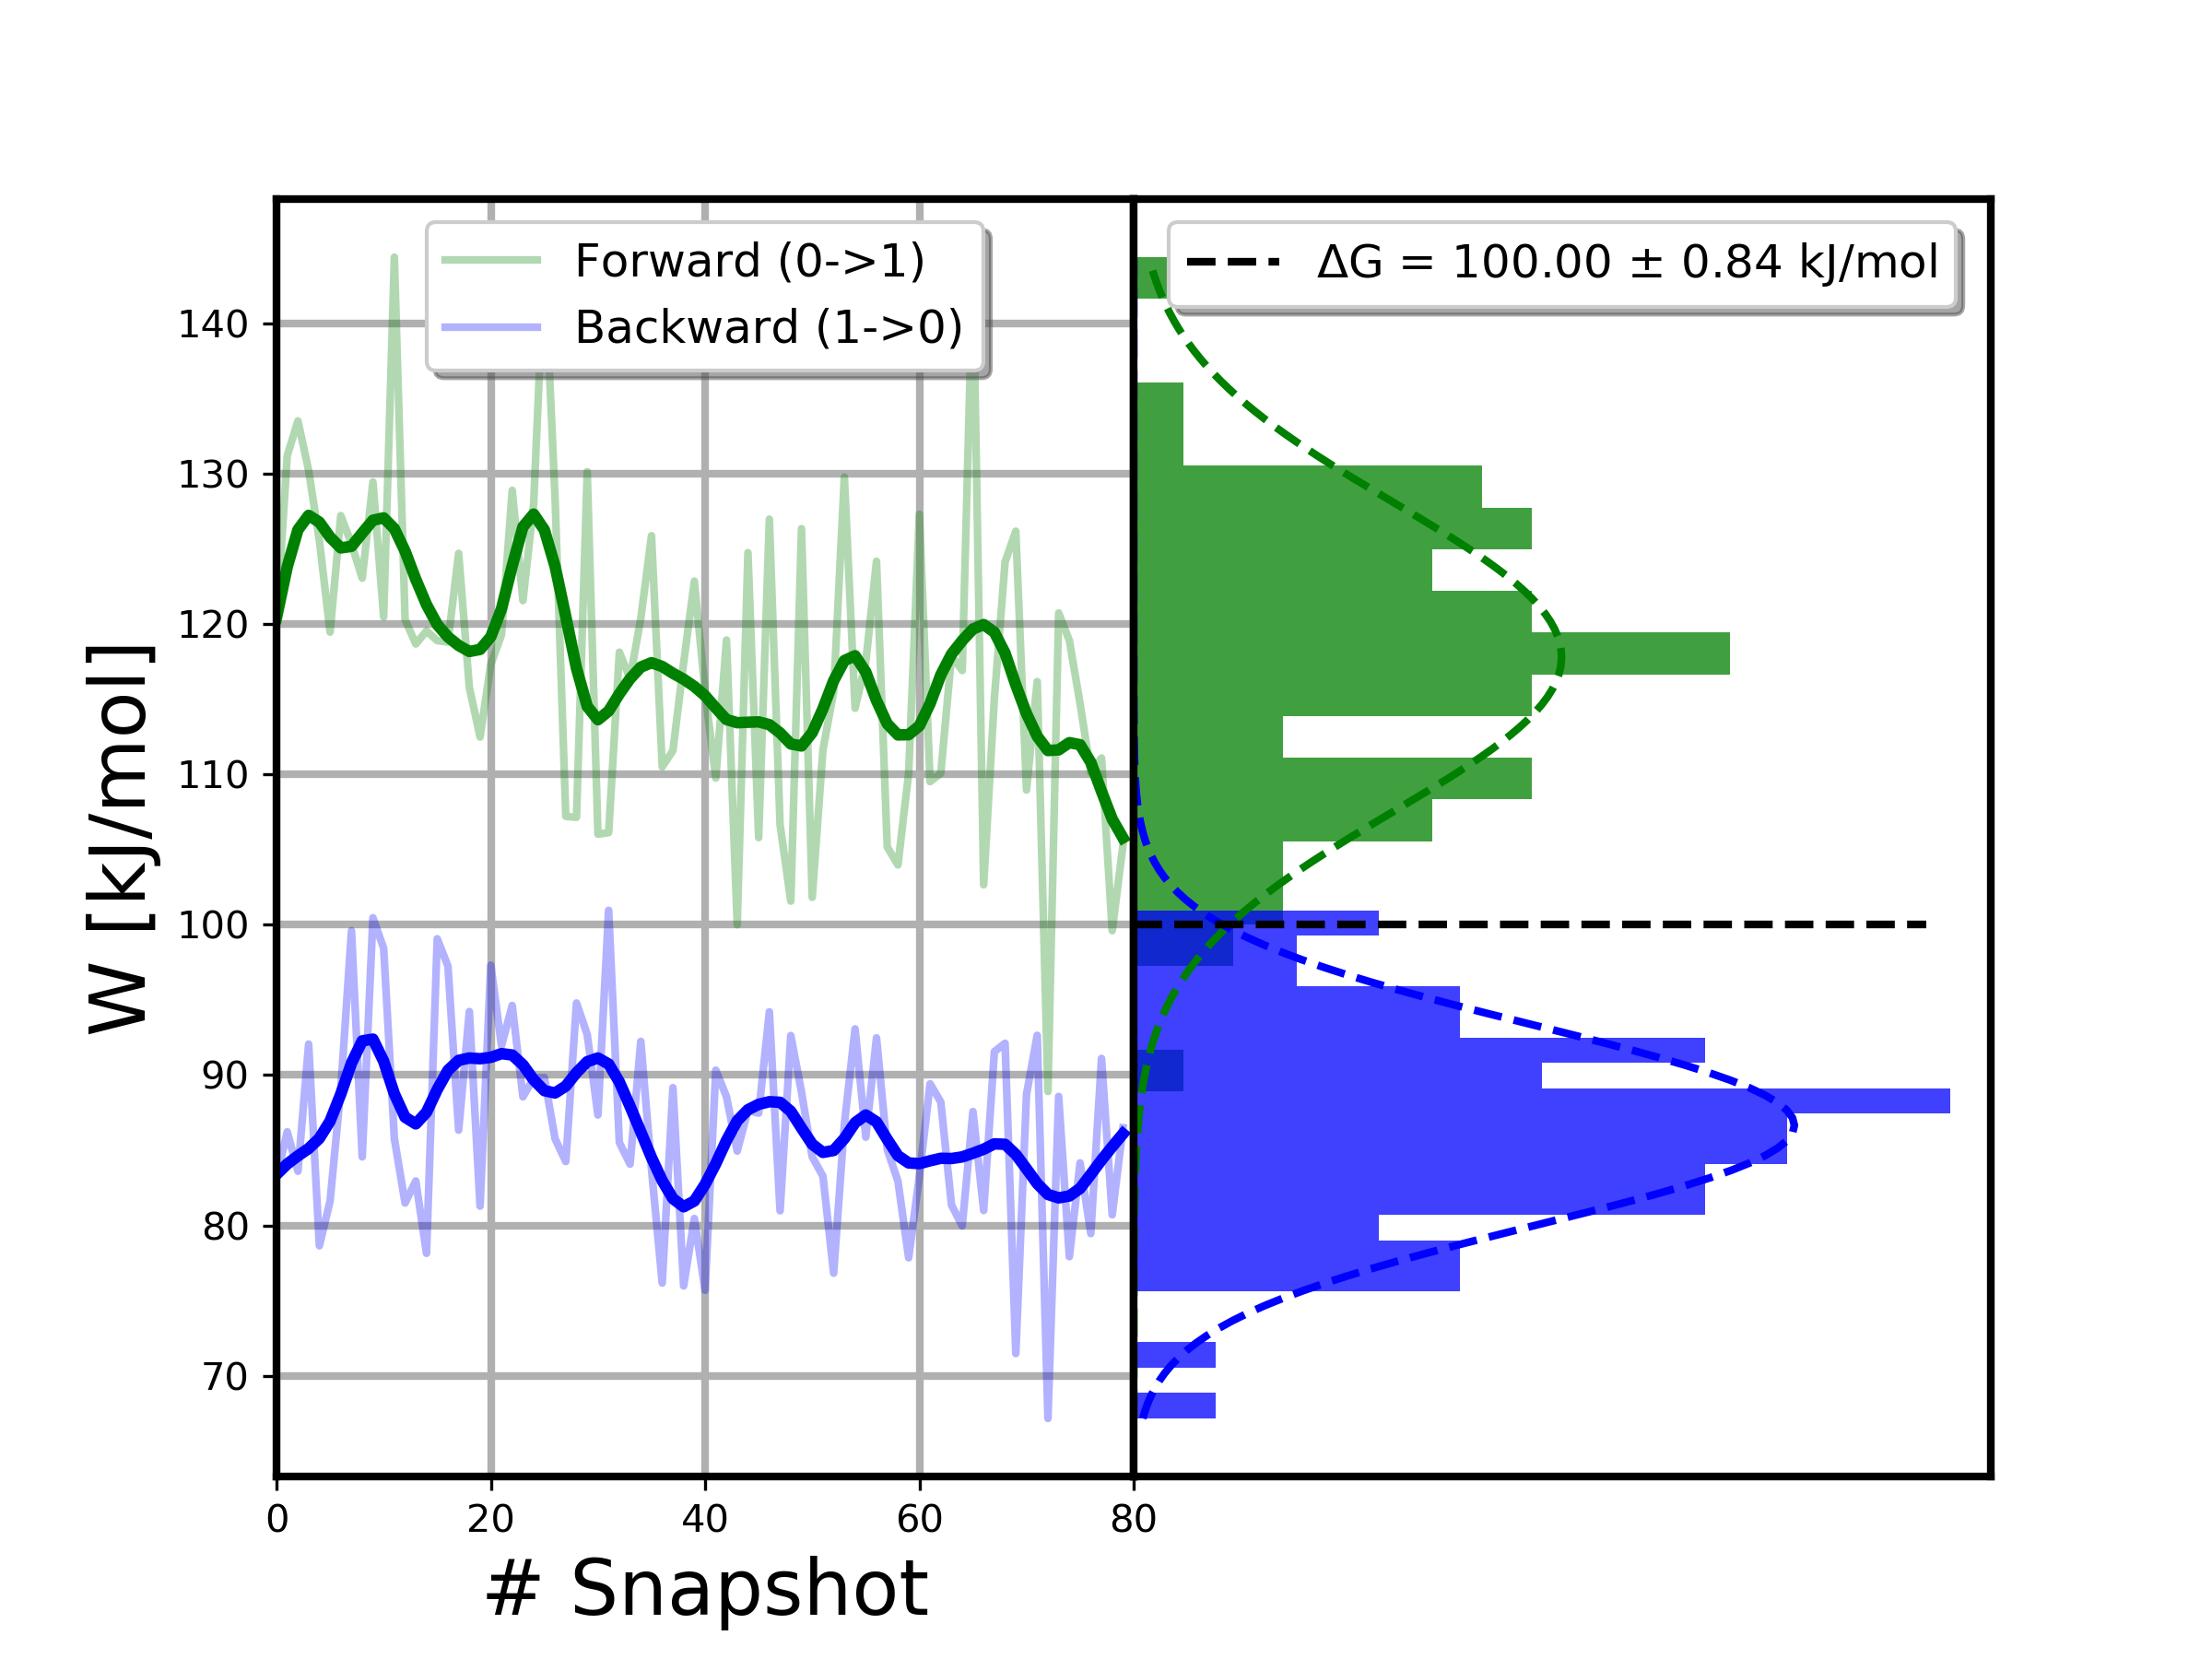 Forward (0->1)
Backward (1->0)
ΔG = 100.00 ± 0.84 kJ/mol
W [kJ/mol]
140
130
120
110
100
90
80
70
0 20 40 60 80
# Snapshot